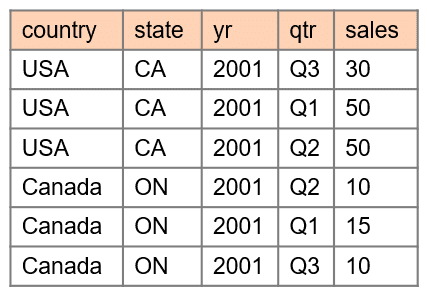 country state yr qtr sales
USA CA 2001 Q3 30
USA CA 2001 Q1 50
USA CA 2001 Q2 50
Canada ON 2001 Q2 10
Canada ON 2001 Q1 15
Canada ON 2001 Q3 10